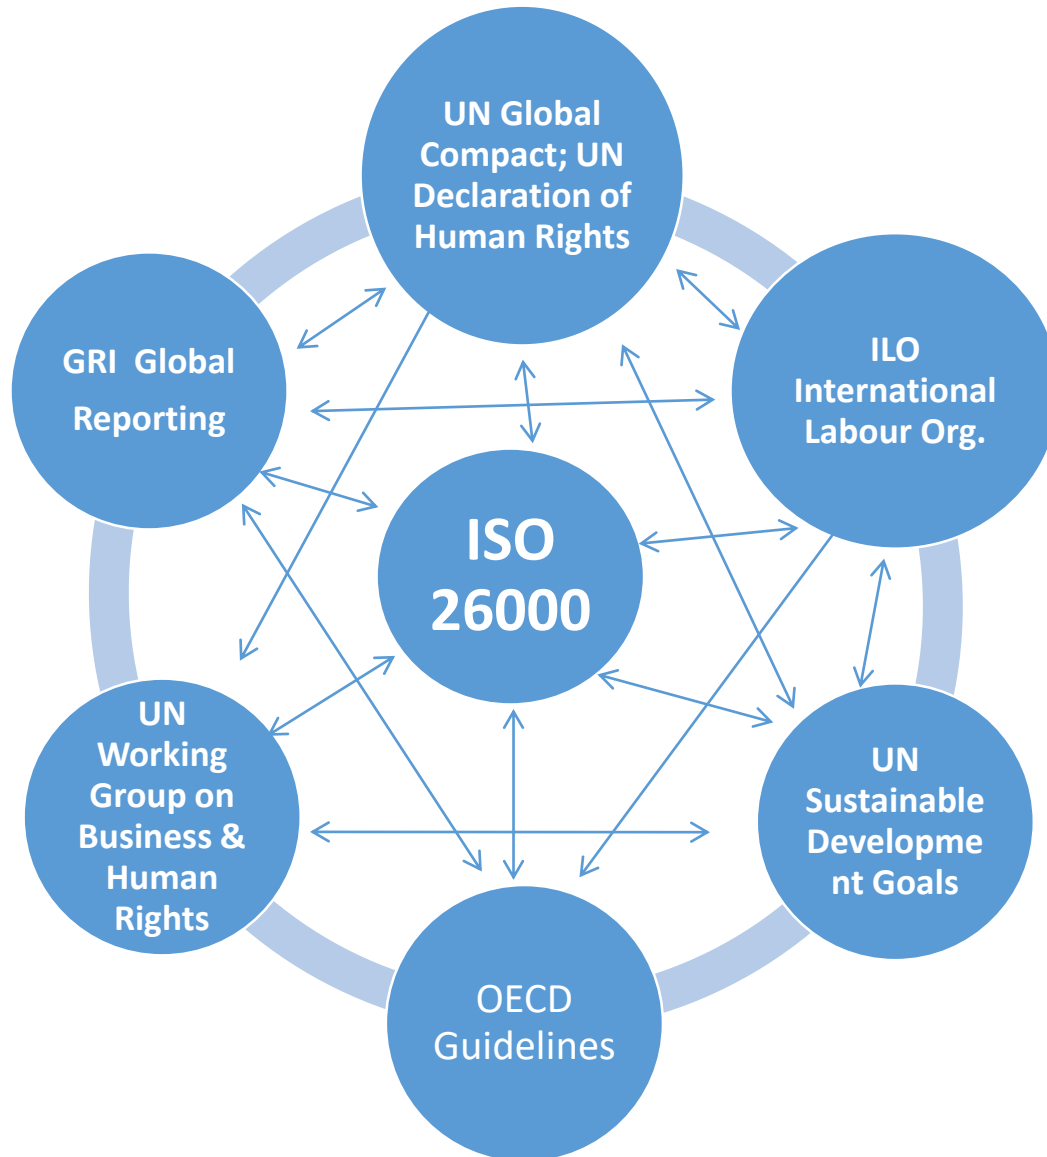 UN Global
Compact; UN
Declaration of
Human Rights
GRI  Global
Reporting
ILO
International
Labour Org.
ISO
26000
UN
Working
Group on
Business &
Human
Rights
UN
Sustainable
Developme
nt Goals
OECD
Guidelines